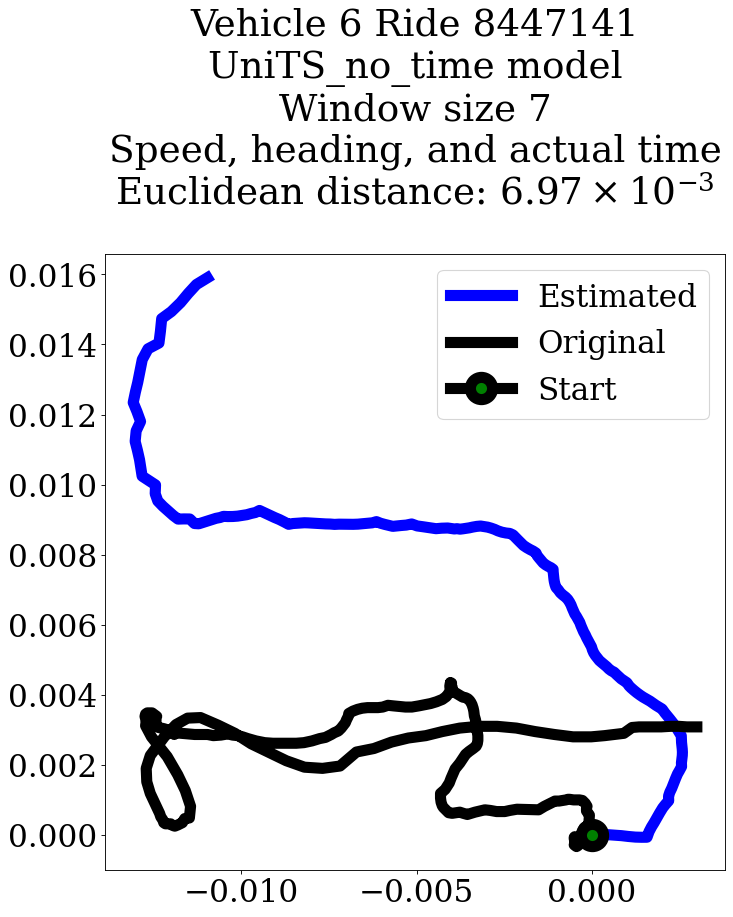 Vehicle 6 Ride 8447141
UniTS_no_time model
Window size 7
Speed, heading, and actual time
Euclidean distance: 6.97 × 10⁻³
Estimated
Original
Start
0.016
0.014
0.012
0.010
0.008
0.006
0.004
0.002
0.000
−0.010 −0.005 0.000